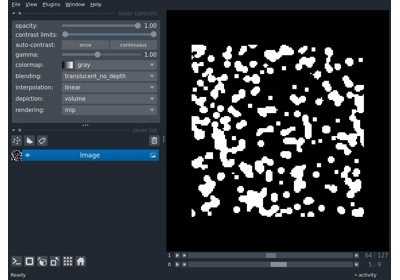 File View Plugins Window Help
layer controls
opacity: 1.00
contrast limits:
auto-contrast: once continuous
gamma: 1.00
colormap: gray
blending: translucent_no_depth
interpolation: linear
depiction: volume
rendering: mip
layer list
Image
1 64 127
0 5 9
Ready activity